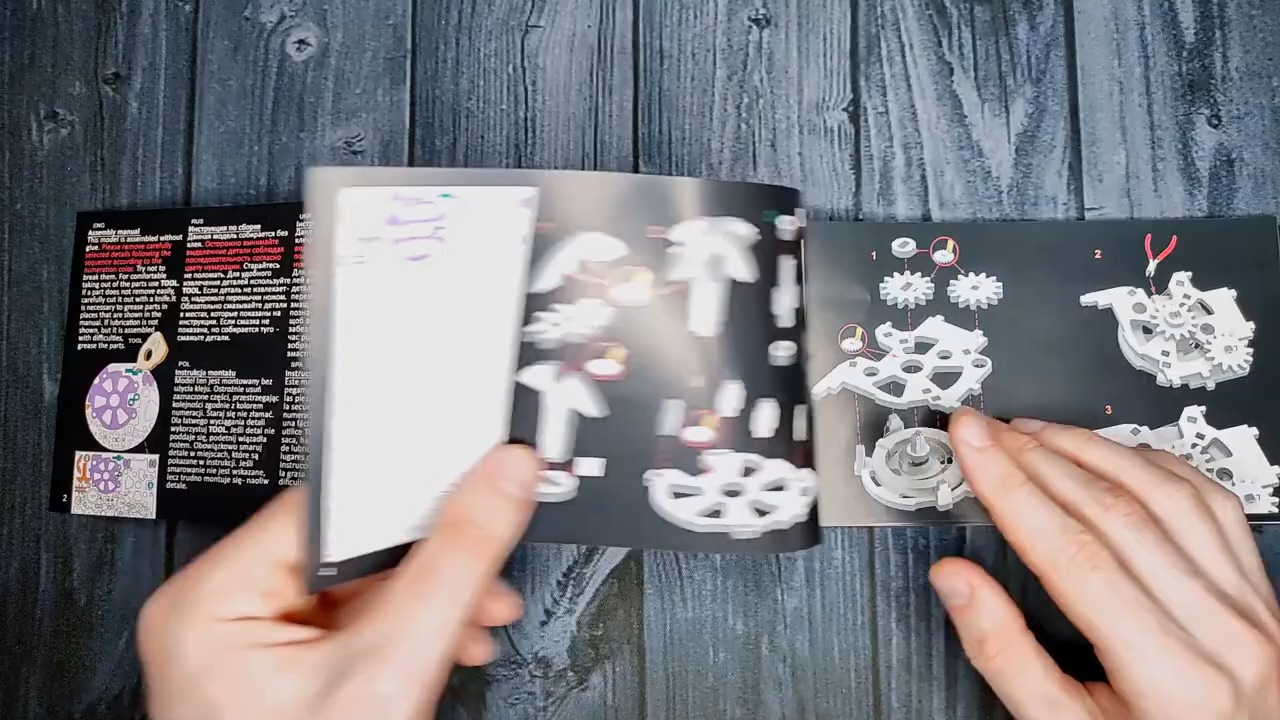 ENG
Assembly manual
This model is assembled without
glue. Please remove carefully
selected details following the
sequence according to the
numeration color. Try not to
break them. For comfortable
taking out of the parts use TOOL.
If a part does not remove easily,
carefully cut it out with a knife.It
is necessary to grease parts in
places that are shown in the
manual. If lubrication is not
shown, but it is assembled
with difficulties,
grease the parts.
TOOL
RUS
Инструкция по сборке
Данная модель собирается без
клея. Осторожно вынимайте
выделенные детали соблюдая
последовательность согласно
цвету нумерации. Старайтесь
не поломать. Для удобного
извлечения деталей используйте
TOOL. Если деталь не извлекает-
ся, надрежьте перемычки ножом.
Обязательно смазывайте детали
в местах, которые показаны на
инструкции. Если смазка не
показана, но собирается туго -
смажьте детали.
POL
Instrukcja montażu
Model ten jest montowany bez
użycia kleju. Ostrożnie usuń
zaznaczone części, przestrzegając
kolejności zgodnie z kolorem
numeracji. Staraj się nie złamać.
Dla łatwego wyciągania detali
wykorzystuj TOOL. Jeśli detal nie
poddaje się, podetnij wiązadła
nożem. Obowiązkowo smaruj
detale w miejscach, które są
pokazane w instrukcji. Jeśli
smarowanie nie jest wskazane,
lecz trudno montuje się- naoliw
detale.
SPA
2
1
2
3